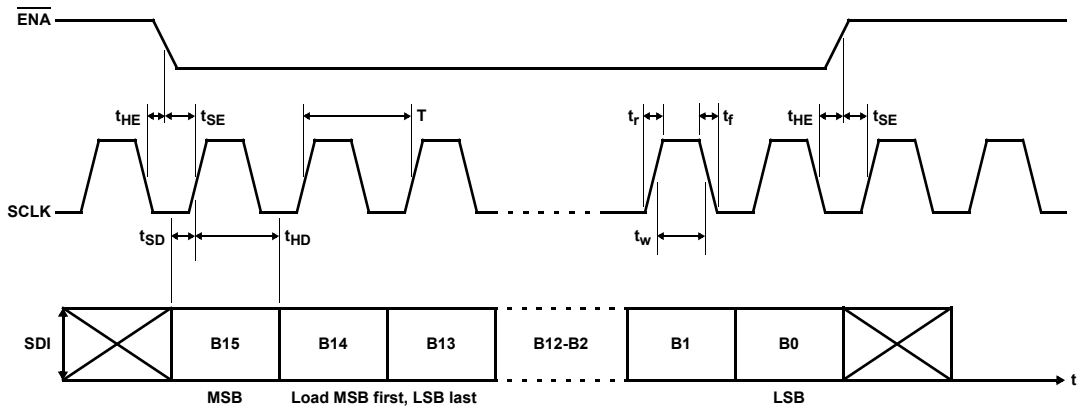 ENA
tHE tSE T tr tf tHE tSE
SCLK
tSD tHD tw
SDI B15 B14 B13 B12-B2 B1 B0 t
MSB Load MSB first, LSB last LSB